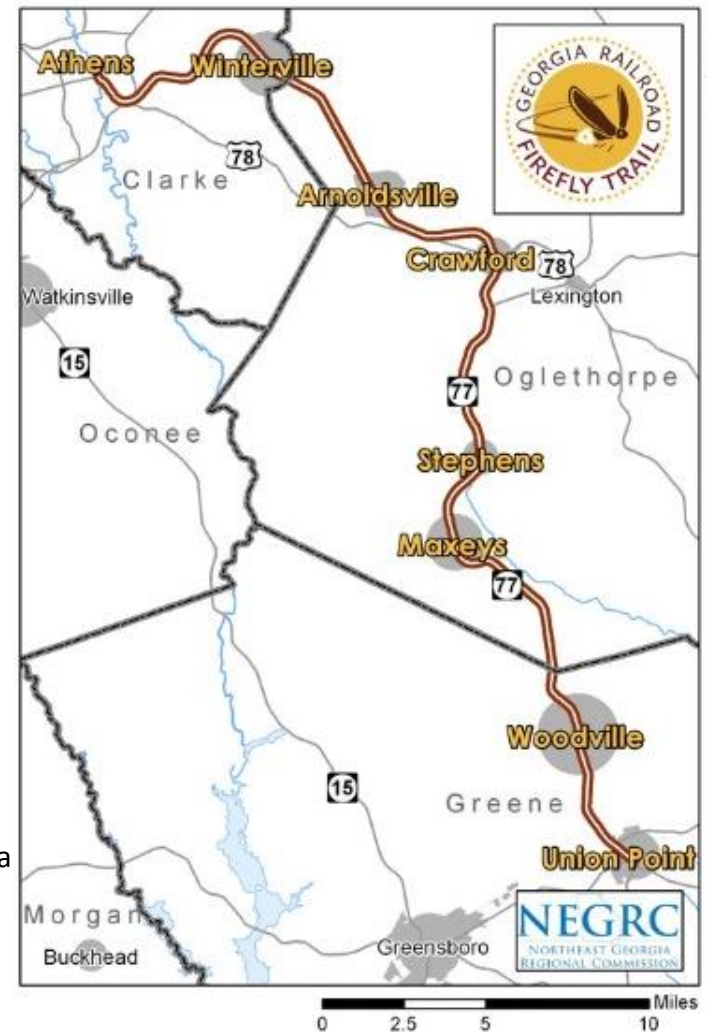 Athens
Winterville
GEORGIA RAILROAD
FIREFLY TRAIL
78
Clarke
Arnoldsville
Crawford
78
Watkinsville
Lexington
15
77
Oglethorpe
Oconee
Stephens
Maxeys
77
Woodville
15
Greene
a
Union Point
Morgan
NEGRC
NORTHEAST GEORGIA
REGIONAL COMMISSION
Buckhead
Greensboro
Miles
0 2.5 5 10